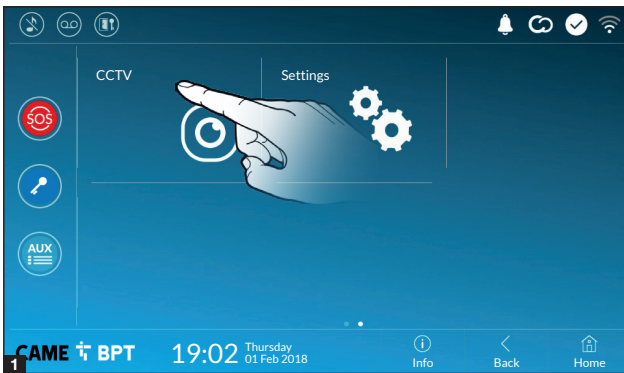 CCTV
Settings
SOS
AUX
1
CAME BPT
19:02
Thursday
01 Feb 2018
Info
Back
Home